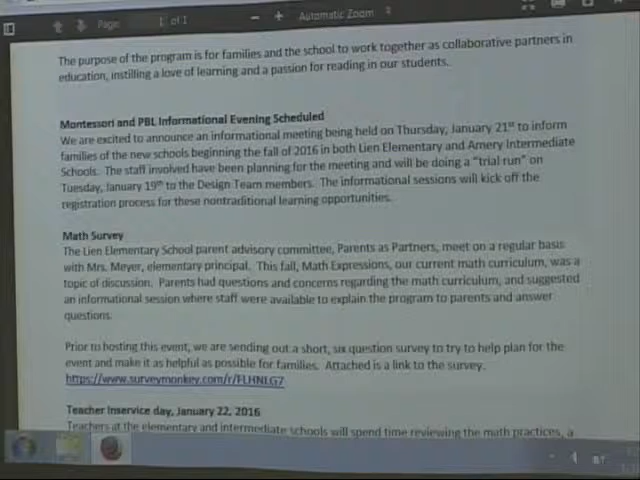 Page 1 of 1 − + Automatic Zoom
The purpose of the program is for families and the school to work together as collaborative partners in
education, instilling a love of learning and a passion for reading in our students.
Montessori and PBL Informational Evening Scheduled
We are excited to announce an informational meeting being held on Thursday, January 21st to inform
families of the new schools beginning the fall of 2016 in both Lien Elementary and Amery Intermediate
Schools. The staff involved have been planning for the meeting and will be doing a "trial run" on
Tuesday, January 19th to the Design Team members. The informational sessions will kick off the
registration process for these nontraditional learning opportunities.
Math Survey
The Lien Elementary School parent advisory committee, Parents as Partners, meet on a regular basis
with Mrs. Meyer, elementary principal. This fall, Math Expressions, our current math curriculum, was a
topic of discussion. Parents had questions and concerns regarding the math curriculum, and suggested
an informational session where staff were available to explain the program to parents and answer
questions.
Prior to hosting this event, we are sending out a short, six question survey to try to help plan for the
event and make it as helpful as possible for families. Attached is a link to the survey.
https://www.surveymonkey.com/r/FLHNLG7
Teacher Inservice day, January 22, 2016
Teachers at the elementary and intermediate schools will spend time reviewing the math practices, a